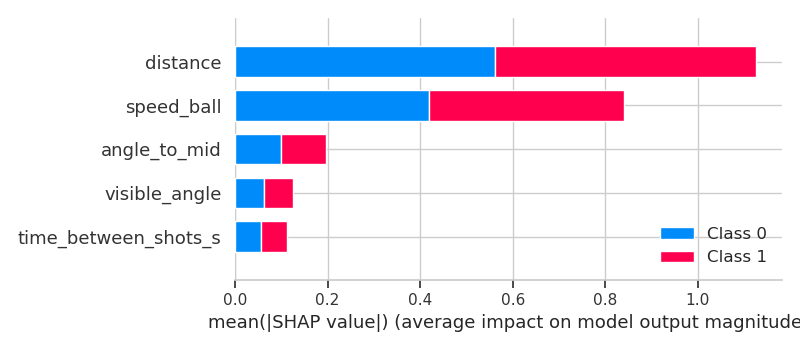 distance
speed_ball
angle_to_mid
visible_angle
time_between_shots_s
Class 0
Class 1
0.0 0.2 0.4 0.6 0.8 1.0
mean(|SHAP value|) (average impact on model output magnitude